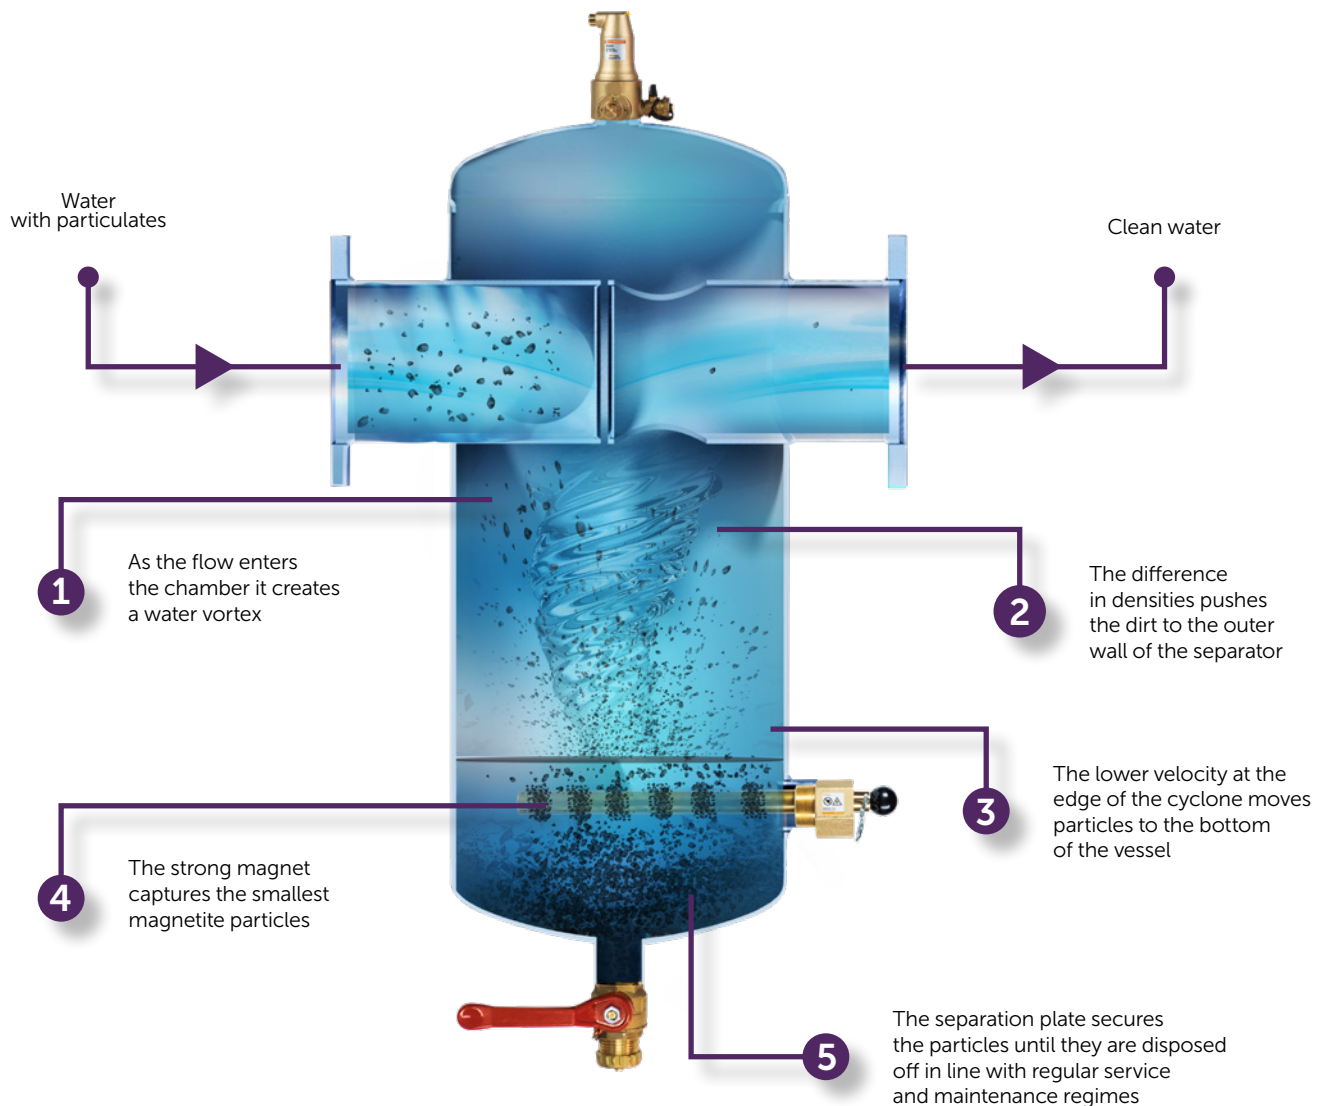 Water
with particulates
Clean water
1
As the flow enters
the chamber it creates
a water vortex
2
The difference
in densities pushes
the dirt to the outer
wall of the separator
3
The lower velocity at the
edge of the cyclone moves
particles to the bottom
of the vessel
4
The strong magnet
captures the smallest
magnetite particles
5
The separation plate secures
the particles until they are disposed
off in line with regular service
and maintenance regimes